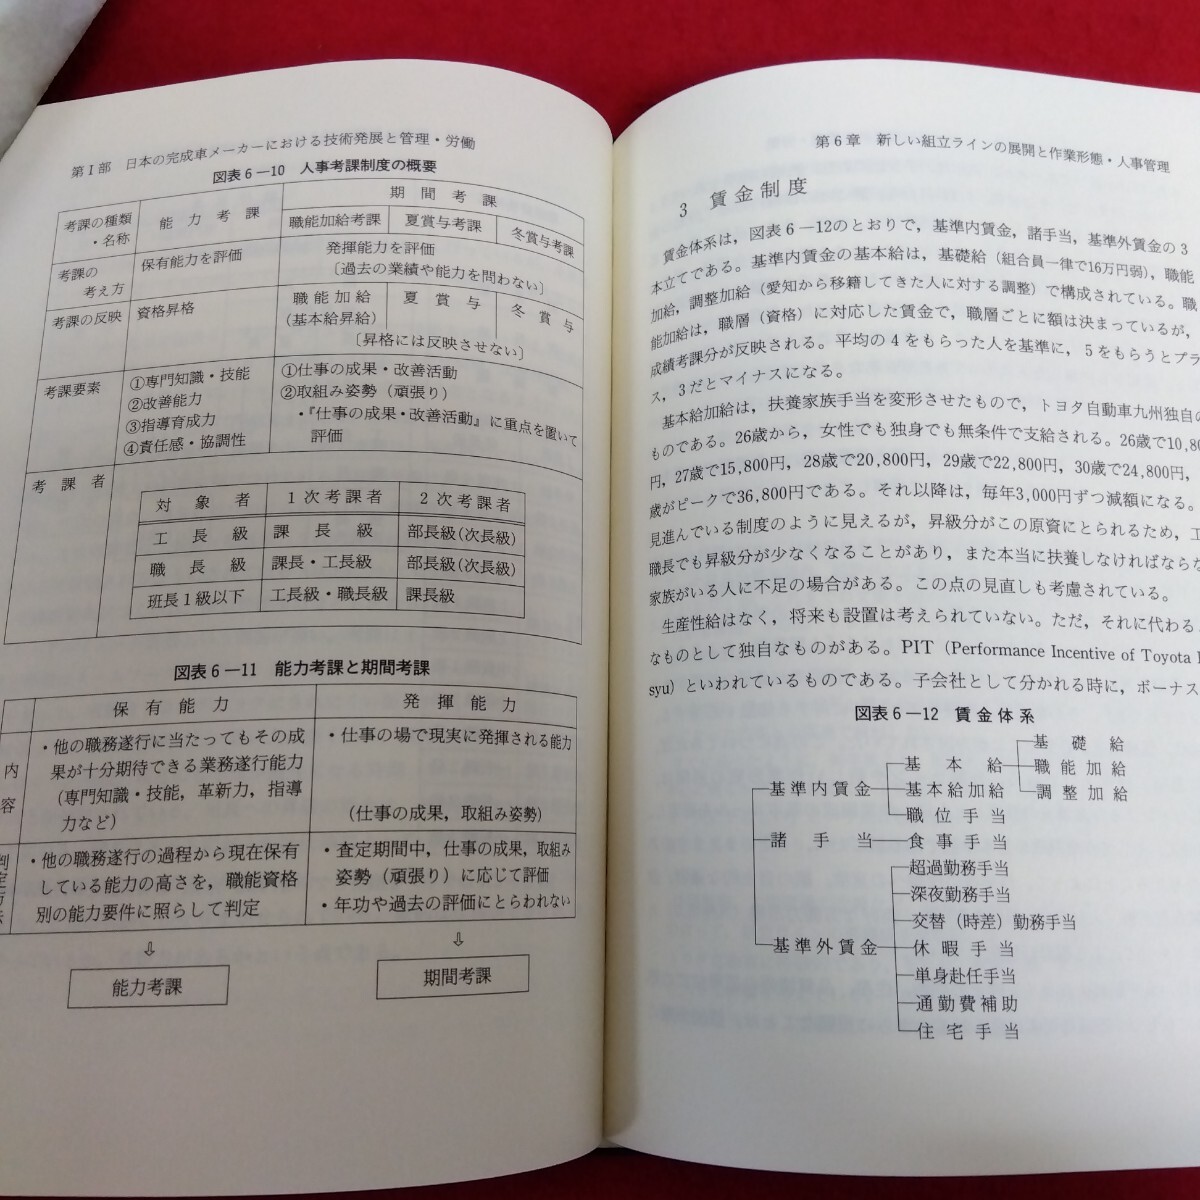 第Ⅰ部 日本の完成車メーカーにおける技術発展と管理・労働
図表6－10 人事考課制度の概要
考課の種類・名称
能力考課
期間考課
職能加給考課 夏賞与考課 冬賞与考課
考課の考え方
保有能力を評価
発揮能力を評価
〔過去の業績や能力を問わない〕
考課の反映
資格昇格
職能加給
(基本給昇給)
夏賞与
冬賞与
〔昇格には反映させない〕
考課要素
①専門知識・技能
②改善能力
③指導育成力
④責任感・協調性
①仕事の成果・改善活動
②取組み姿勢（頑張り）
・『仕事の成果・改善活動』に重点を置いて
評価
考課者
対象者 1次考課者 2次考課者
工長級 課長級 部長級(次長級)
職長級 課長・工長級 部長級(次長級)
班長1級以下 工長級・職長級 課長級
図表6－11 能力考課と期間考課
保有能力 発揮能力
内容
・他の職務遂行に当たってもその成
果が十分期待できる業務遂行能力
（専門知識・技能，革新力，指導
力など）
・仕事の場で現実に発揮される能力
（仕事の成果，取組み姿勢）
判定方法
・他の職務遂行の過程から現在保有
している能力の高さを，職能資格
別の能力要件に照らして判定
・査定期間中，仕事の成果，取組み
姿勢（頑張り）に応じて評価
・年功や過去の評価にとらわれない
⇩ ⇩
能力考課 期間考課
第6章 新しい組立ラインの展開と作業形態・人事管理
3 賃金制度
賃金体系は，図表6－12のとおりで，基準内賃金，諸手当，基準外賃金の3
本立てである。基準内賃金の基本給は，基礎給（組合員一律で16万円弱），職能
加給，調整加給（愛知から移籍してきた人に対する調整）で構成されている。職
能加給は，職層（資格）に対応した賃金で，職層ごとに額は決まっているが，
成績考課分が反映される。平均の4をもらった人を基準に，5をもらうとプラ
ス，3だとマイナスになる。
基本給加給は，扶養家族手当を変形させたもので，トヨタ自動車九州独自の
ものである。26歳から，女性でも独身でも無条件で支給される。26歳で10,80
円，27歳で15,800円，28歳で20,800円，29歳で22,800円，30歳で24,800円，
歳がピークで36,800円である。それ以降は，毎年3,000円ずつ減額になる。
見進んでいる制度のように見えるが，昇級分がこの原資にとられるため，工
職長でも昇級分が少なくなることがあり，また本当に扶養しなければならな
家族がいる人に不足の場合がある。この点の見直しも考慮されている。
生産性給はなく，将来も設置は考えられていない。ただ，それに代わる
なものとして独自なものがある。PIT（Performance Incentive of Toyota
syu）といわれているものである。子会社として分かれる時に，ボーナス
図表6－12 賃金体系
基準内賃金
基本給
基礎給
職能加給
調整加給
基本給加給
職位手当
諸手当
食事手当
基準外賃金
超過勤務手当
深夜勤務手当
交替（時差）勤務手当
休暇手当
単身赴任手当
通勤費補助
住宅手当